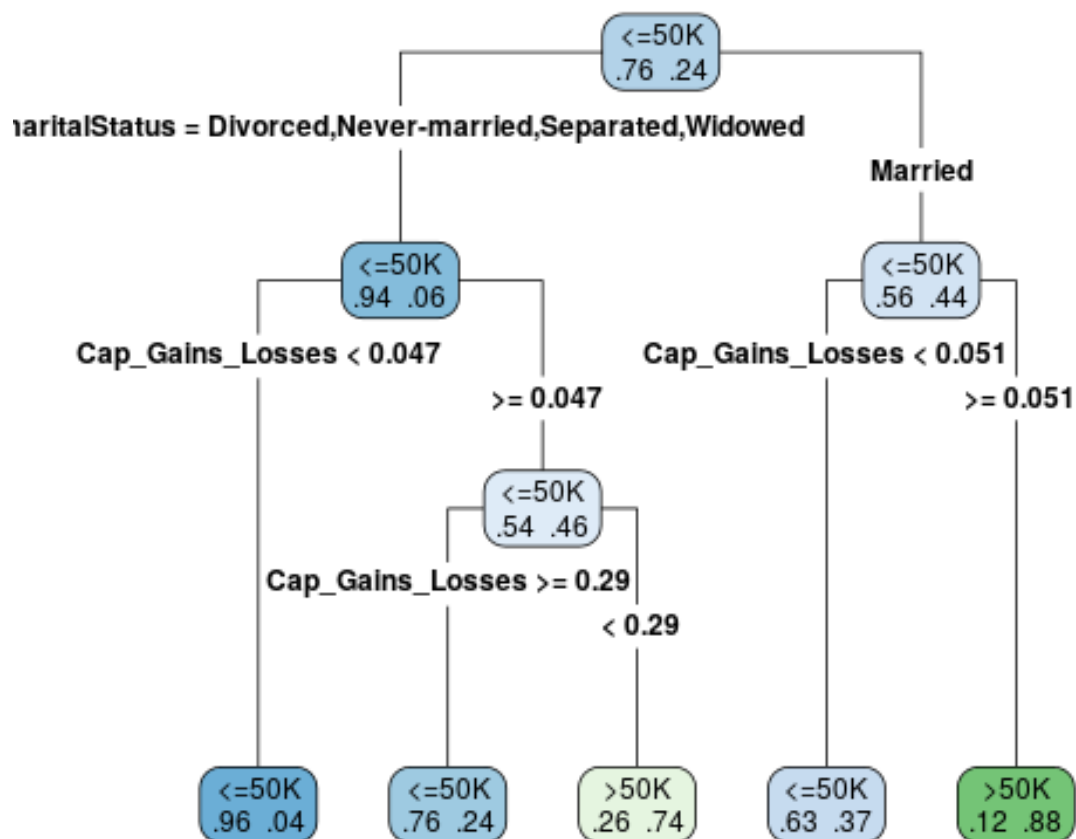 <=50K
.76 .24
naritalStatus = Divorced,Never-married,Separated,Widowed
Married
<=50K
.94 .06
<=50K
.56 .44
Cap_Gains_Losses < 0.047
Cap_Gains_Losses < 0.051
>= 0.047
>= 0.051
<=50K
.54 .46
Cap_Gains_Losses >= 0.29
< 0.29
<=50K
.96 .04
<=50K
.76 .24
>50K
.26 .74
<=50K
.63 .37
>50K
.12 .88